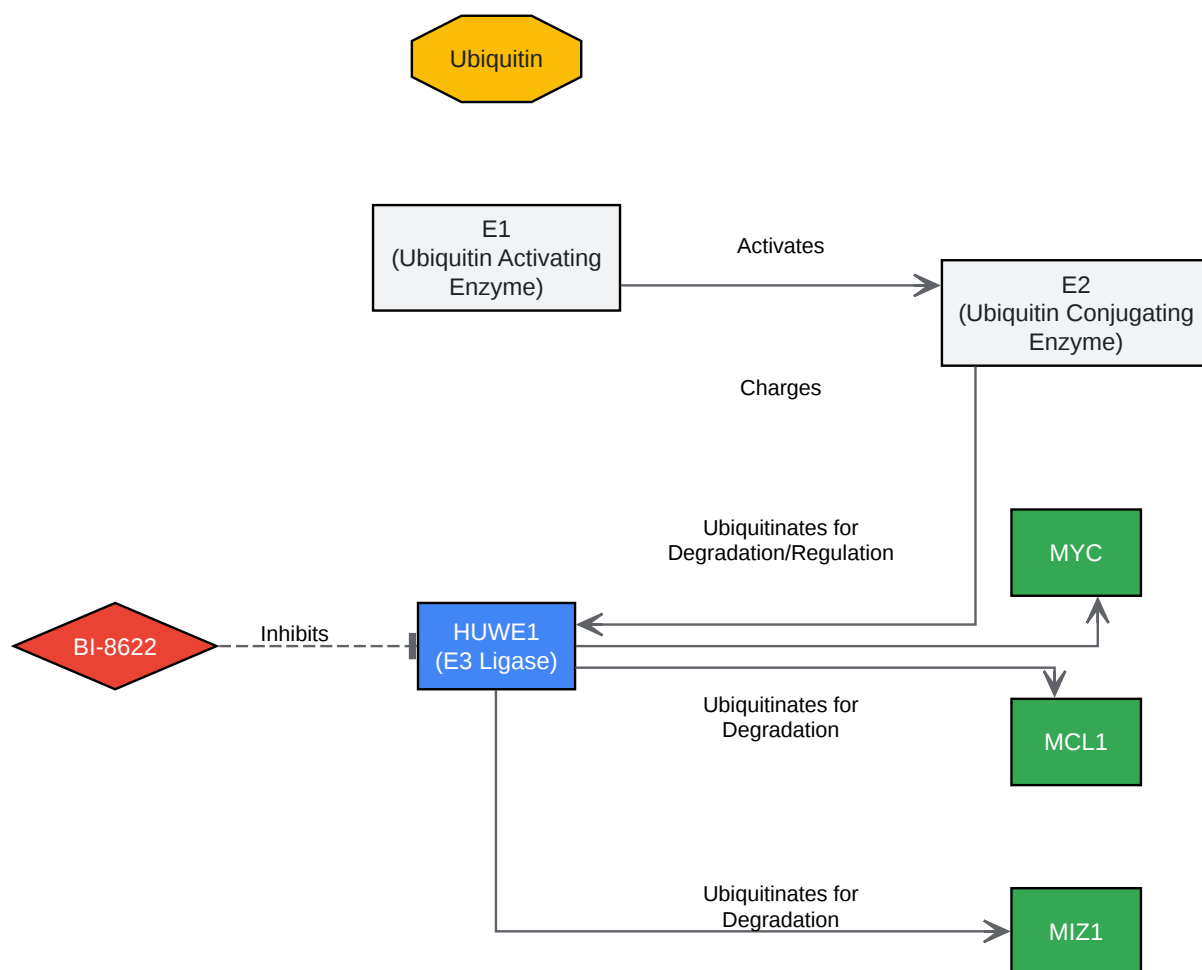 Ubiquitin
E1
(Ubiquitin Activating
Enzyme)
Activates
E2
(Ubiquitin Conjugating
Enzyme)
Charges
Ubiquitinates for
Degradation/Regulation
MYC
BI-8622
Inhibits
HUWE1
(E3 Ligase)
Ubiquitinates for
Degradation
MCL1
Ubiquitinates for
Degradation
MIZ1